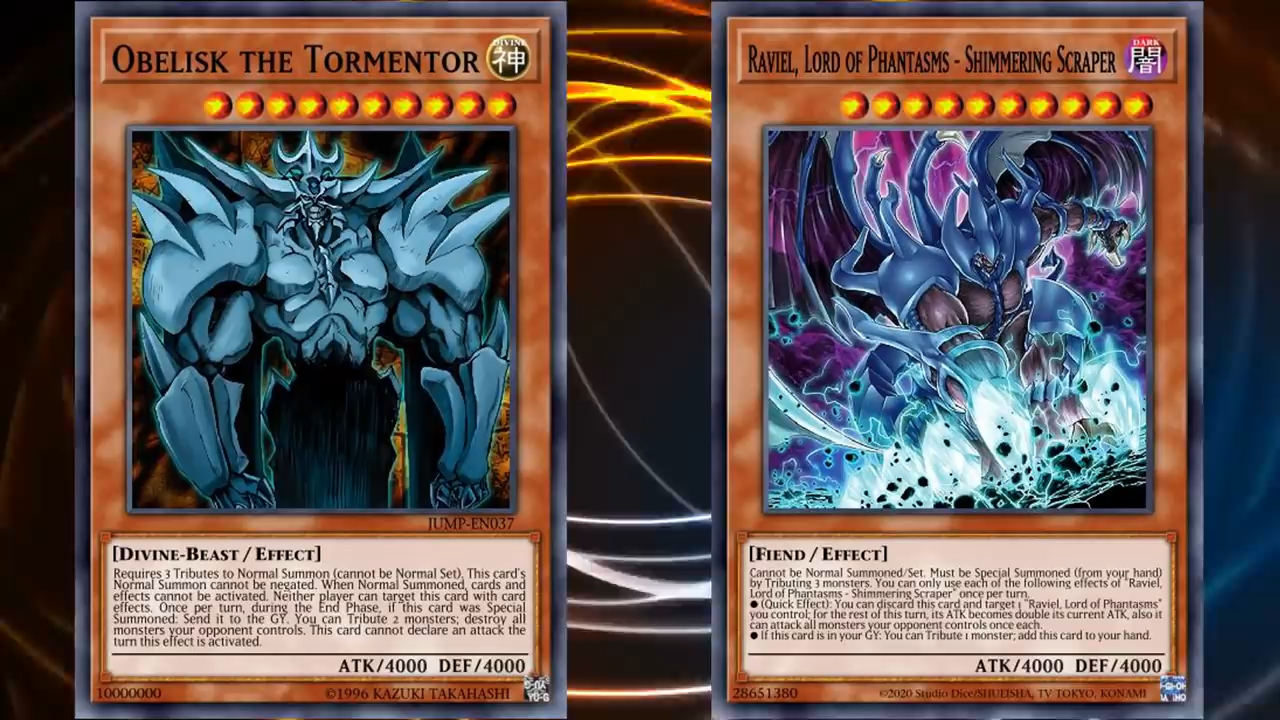 OBELISK THE TORMENTOR
DIVINE
神
JUMP-EN037
[DIVINE-BEAST / EFFECT]
Requires 3 Tributes to Normal Summon (cannot be Normal Set). This card's
Normal Summon cannot be negated. When Normal Summoned, cards and
effects cannot be activated. Neither player can target this card with card
effects. Once per turn, during the End Phase, if this card was Special
Summoned: Send it to the GY. You can Tribute 2 monsters; destroy all
monsters your opponent controls. This card cannot declare an attack the
turn this effect is activated.
ATK/4000 DEF/4000
10000000
©1996 KAZUKI TAKAHASHI
RAVIEL, LORD OF PHANTASMS - SHIMMERING SCRAPER
DARK
闇
[FIEND / EFFECT]
Cannot be Normal Summoned/Set. Must be Special Summoned (from your hand)
by Tributing 3 monsters. You can only use each of the following effects of "Raviel,
Lord of Phantasms - Shimmering Scraper" once per turn.
● (Quick Effect): You can discard this card and target 1 "Raviel, Lord of Phantasms"
you control; for the rest of this turn, its ATK becomes double its current ATK, also it
can attack all monsters your opponent controls once each.
● If this card is in your GY: You can Tribute 1 monster; add this card to your hand.
ATK/4000 DEF/4000
28651380
©2020 Studio Dice/SHUEISHA, TV TOKYO, KONAMI